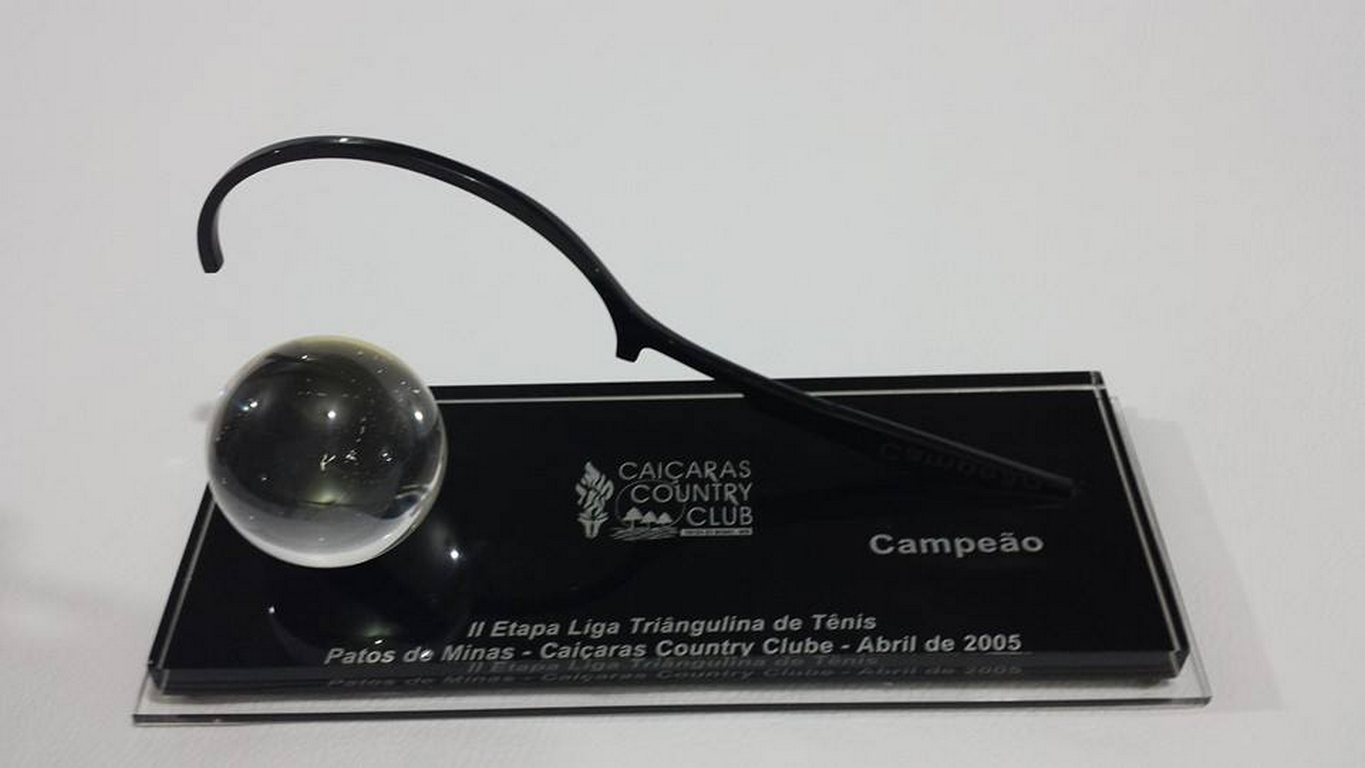 CAIÇARAS
COUNTRY
CLUB
Campeão
II Etapa Liga Triângulina de Tênis
Patos de Minas - Caiçaras Country Clube - Abril de 2005